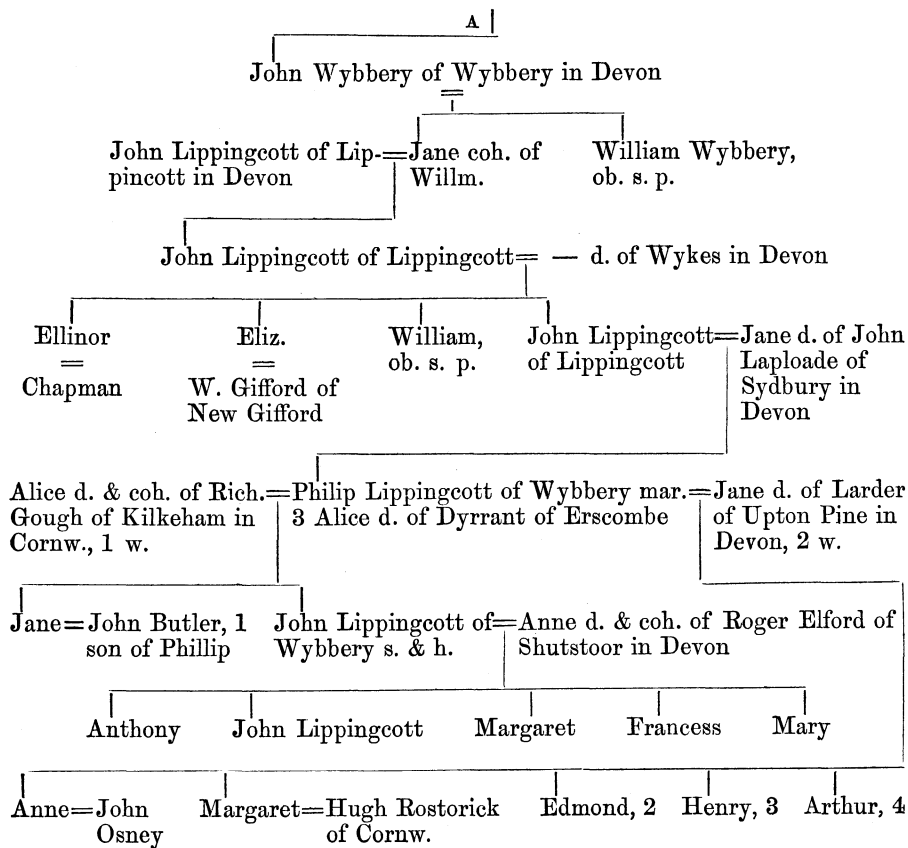 A
John Wybbery of Wybbery in Devon
=
John Lippingcott of Lip-=Jane coh. of William Wybbery,
pincott in Devon Willm. ob. s. p.
John Lippingcott of Lippingcott= — d. of Wykes in Devon
Ellinor Eliz. William, John Lippingcott=Jane d. of John
= = ob. s. p. of Lippingcott Laploade of
Chapman W. Gifford of Sydbury in
New Gifford Devon
Alice d. & coh. of Rich.=Philip Lippingcott of Wybbery mar.=Jane d. of Larder
Gough of Kilkeham in 3 Alice d. of Dyrrant of Erscombe of Upton Pine in
Cornw., 1 w. Devon, 2 w.
Jane=John Butler, 1 John Lippingcott of=Anne d. & coh. of Roger Elford of
son of Phillip Wybbery s. & h. Shutstoor in Devon
Anthony John Lippingcott Margaret Francess Mary
Anne=John Margaret=Hugh Rostorick Edmond, 2 Henry, 3 Arthur, 4
Osney of Cornw.